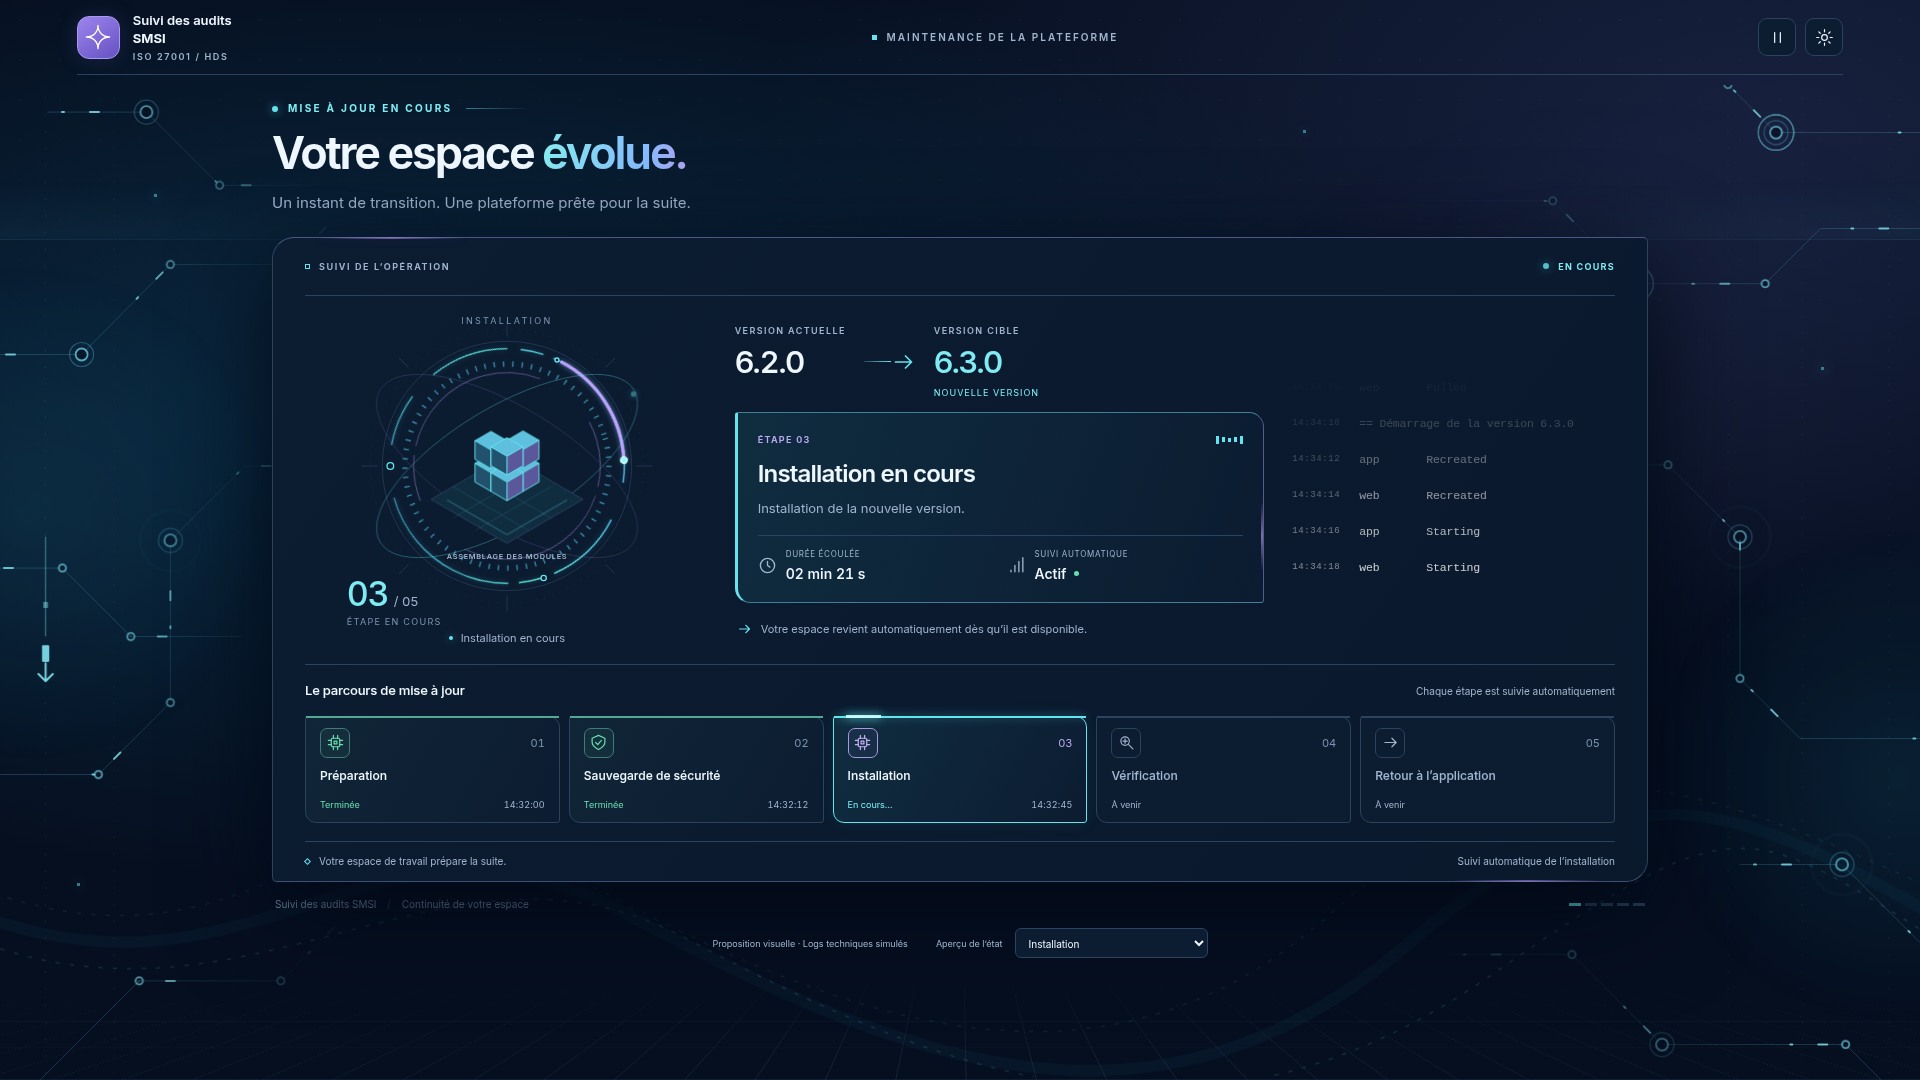 Suivi des audits
SMSI
ISO 27001 / HDS
MAINTENANCE DE LA PLATEFORME
MISE À JOUR EN COURS
Votre espace évolue.
Un instant de transition. Une plateforme prête pour la suite.
SUIVI DE L’OPÉRATION
EN COURS
INSTALLATION
ASSEMBLAGE DES MODULES
03 / 05
ÉTAPE EN COURS
Installation en cours
VERSION ACTUELLE
6.2.0
VERSION CIBLE
6.3.0
NOUVELLE VERSION
ÉTAPE 03
Installation en cours
Installation de la nouvelle version.
DURÉE ÉCOULÉE
02 min 21 s
SUIVI AUTOMATIQUE
Actif
Votre espace revient automatiquement dès qu’il est disponible.
web Pulled
14:34:10 == Démarrage de la version 6.3.0
14:34:12 app Recreated
14:34:14 web Recreated
14:34:16 app Starting
14:34:18 web Starting
Le parcours de mise à jour
Chaque étape est suivie automatiquement
01
Préparation
Terminée 14:32:00
02
Sauvegarde de sécurité
Terminée 14:32:12
03
Installation
En cours… 14:32:45
04
Vérification
À venir
05
Retour à l’application
À venir
Votre espace de travail prépare la suite.
Suivi automatique de l’installation
Suivi des audits SMSI / Continuité de votre espace
Proposition visuelle · Logs techniques simulés
Aperçu de l’état
Installation